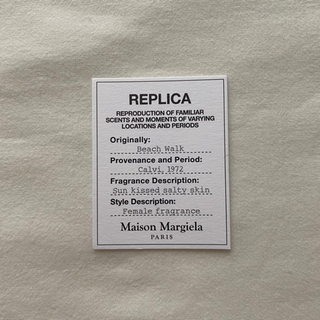 REPLICA
REPRODUCTION OF FAMILIAR
SCENTS AND MOMENTS OF VARYING
LOCATIONS AND PERIODS
Originally:
Beach Walk
Provenance and Period:
Calvi, 1972
Fragrance Description:
Sun kissed salty skin
Style Description:
Female fragrance
Maison Margiela
PARIS